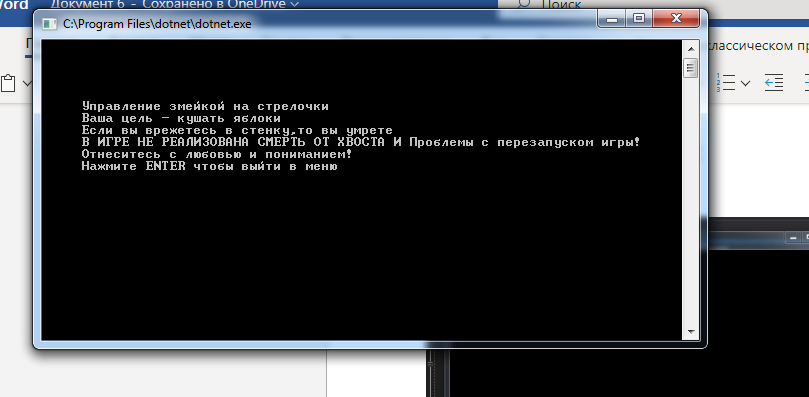 Word
Документ 6 - Сохранено в OneDrive
Поиск
C:\Program Files\dotnet\dotnet.exe
классическом пр
Управление змейкой на стрелочки
Ваша цель - кушать яблоки
Если вы врежетесь в стенку,то вы умрете
В ИГРЕ НЕ РЕАЛИЗОВАНА СМЕРТЬ ОТ ХВОСТА И Проблемы с перезапуском игры!
Отнеситесь с любовью и пониманием!
Нажмите ENTER чтобы выйти в меню